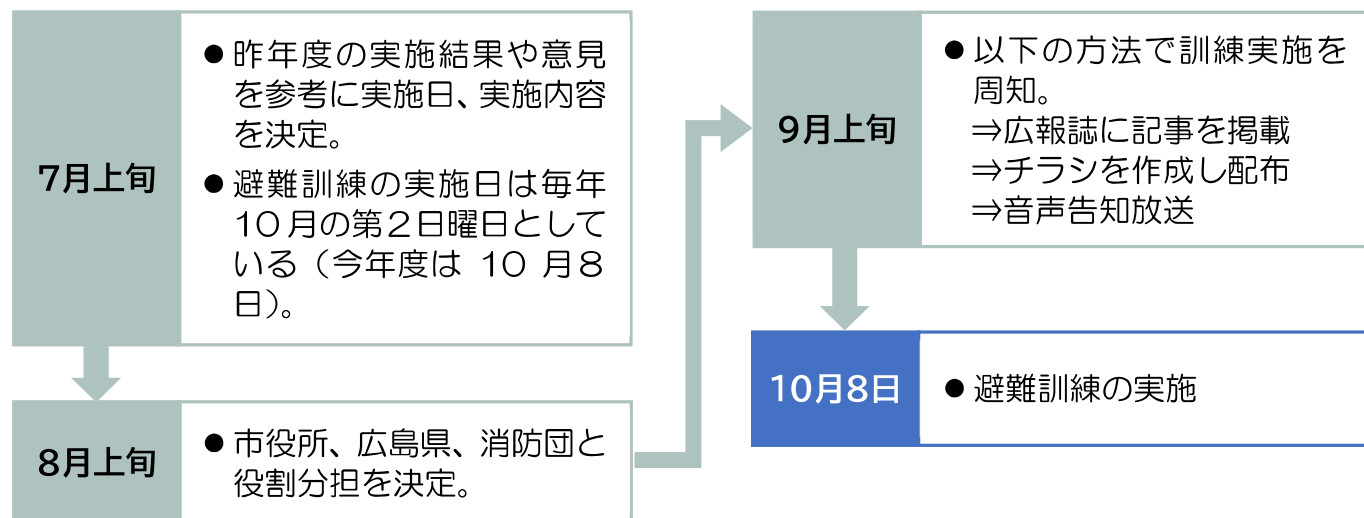 7月上旬
●昨年度の実施結果や意見
を参考に実施日、実施内容
を決定。
●避難訓練の実施日は毎年
10月の第2日曜日として
いる（今年度は 10 月8
日）。
8月上旬
●市役所、広島県、消防団と
役割分担を決定。
9月上旬
●以下の方法で訓練実施を
周知。
⇒広報誌に記事を掲載
⇒チラシを作成し配布
⇒音声告知放送
10月8日
●避難訓練の実施